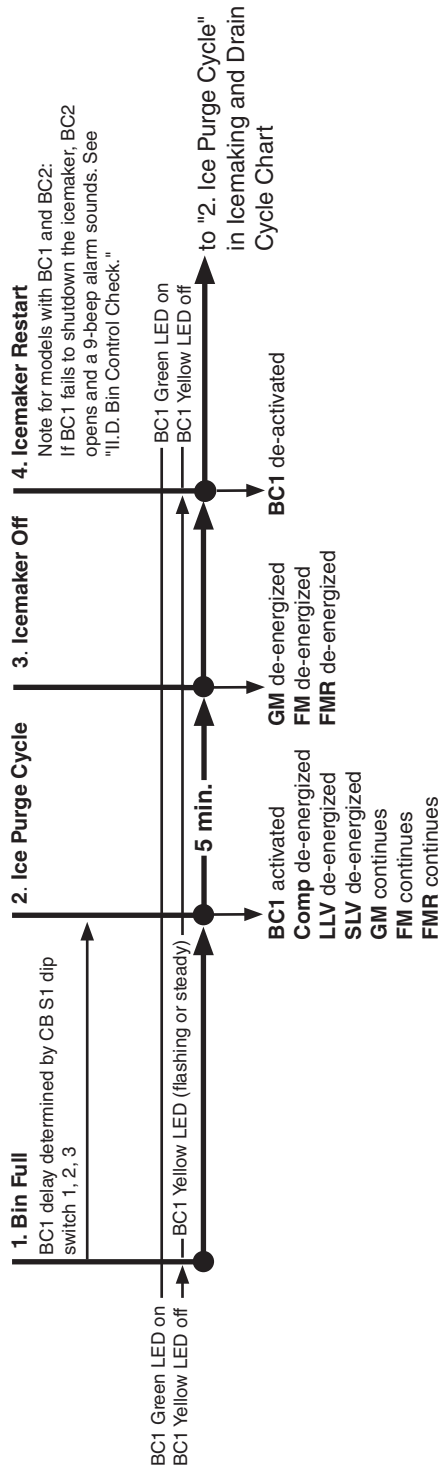 1. Bin Full
BC1 delay determined by CB S1 dip
switch 1, 2, 3
2. Ice Purge Cycle
3. Icemaker Off
4. Icemaker Restart
Note for models with BC1 and BC2:
If BC1 fails to shutdown the icemaker, BC2
opens and a 9-beep alarm sounds. See
"II.D. Bin Control Check."
BC1 Green LED on
BC1 Yellow LED off
BC1 Yellow LED (flashing or steady)
BC1 Green LED on
BC1 Yellow LED off
5 min.
to "2. Ice Purge Cycle"
in Icemaking and Drain
Cycle Chart
BC1 activated
Comp de-energized
LLV de-energized
SLV de-energized
GM continues
FM continues
FMR continues
GM de-energized
FM de-energized
FMR de-energized
BC1 de-activated